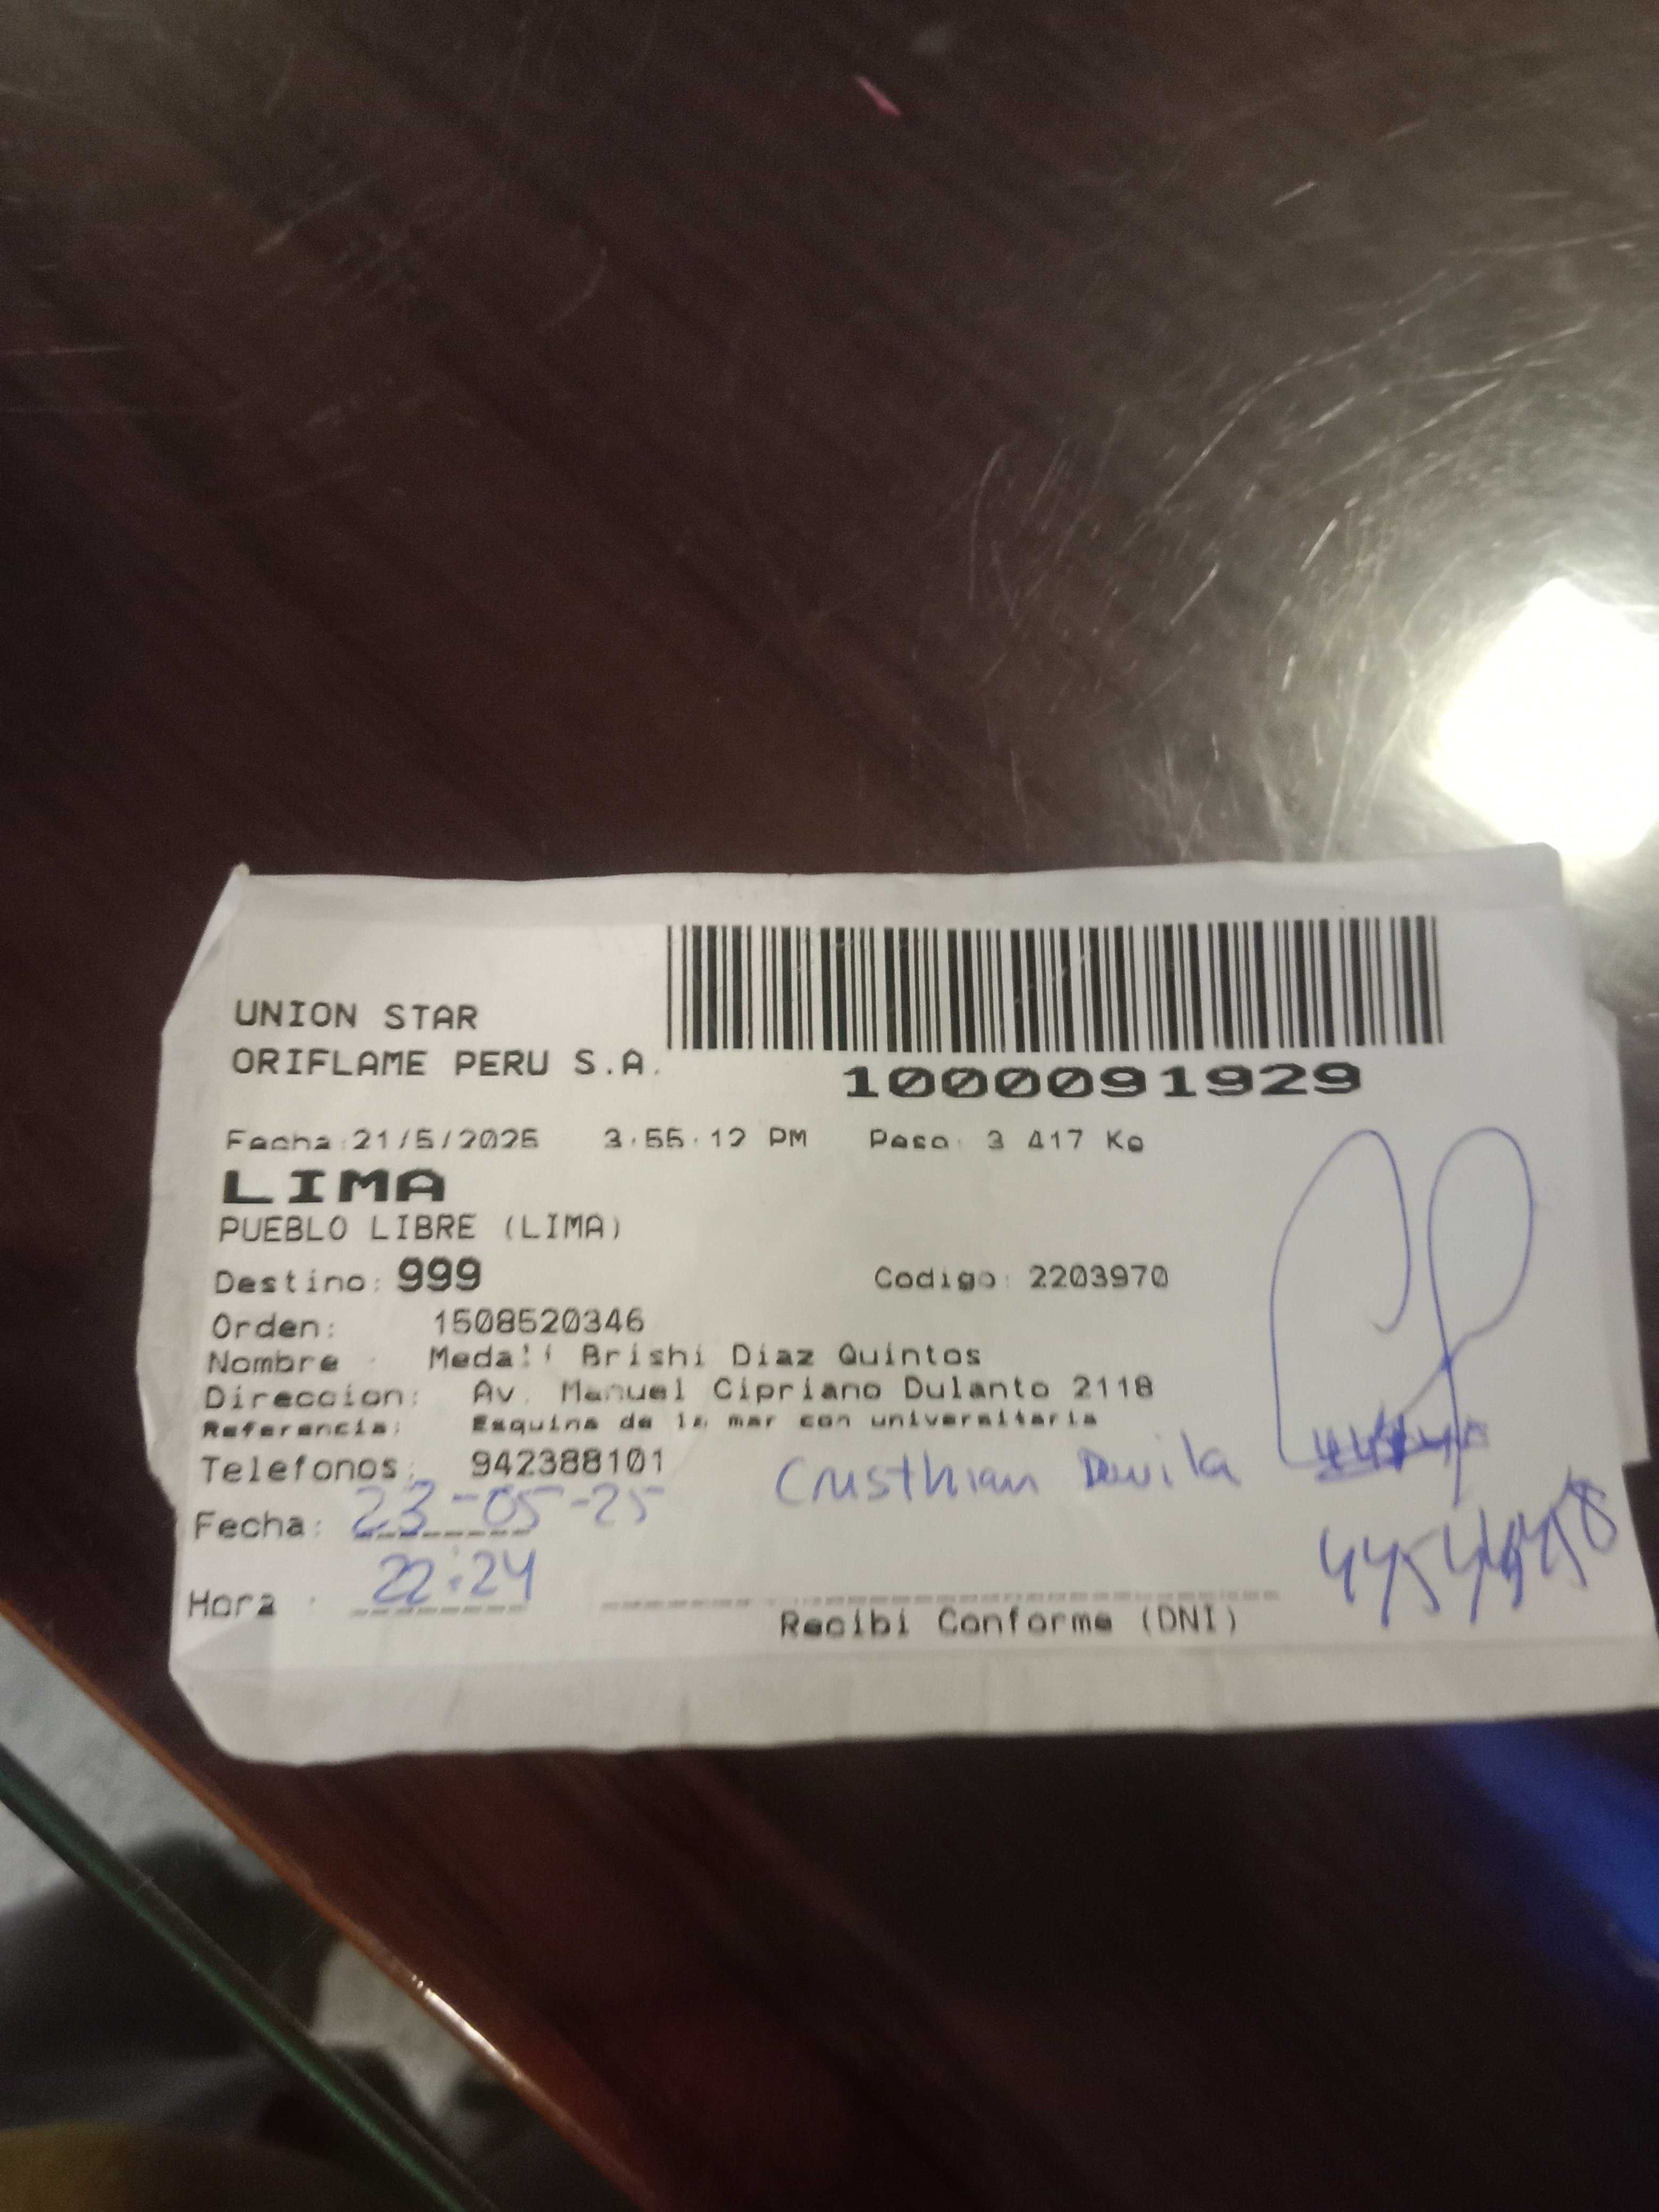 UNION STAR
ORIFLAME PERU S.A.
1000091929
Fecha:21/5/2025 3:55:12 PM Peso: 3 417 Kg
LIMA
PUEBLO LIBRE (LIMA)
Destino: 999 Codigo: 2203970
Orden: 1508520346
Nombre : Medali Brishi Diaz Quintos
Direccion: Av. Manuel Cipriano Dulanto 2118
Referencia: Esquina de la mar con universitaria
Telefonos: 942388101
Cristhian Davila
Fecha: 23-05-25
Hora : 22:24
Recibi Conforme (DNI)